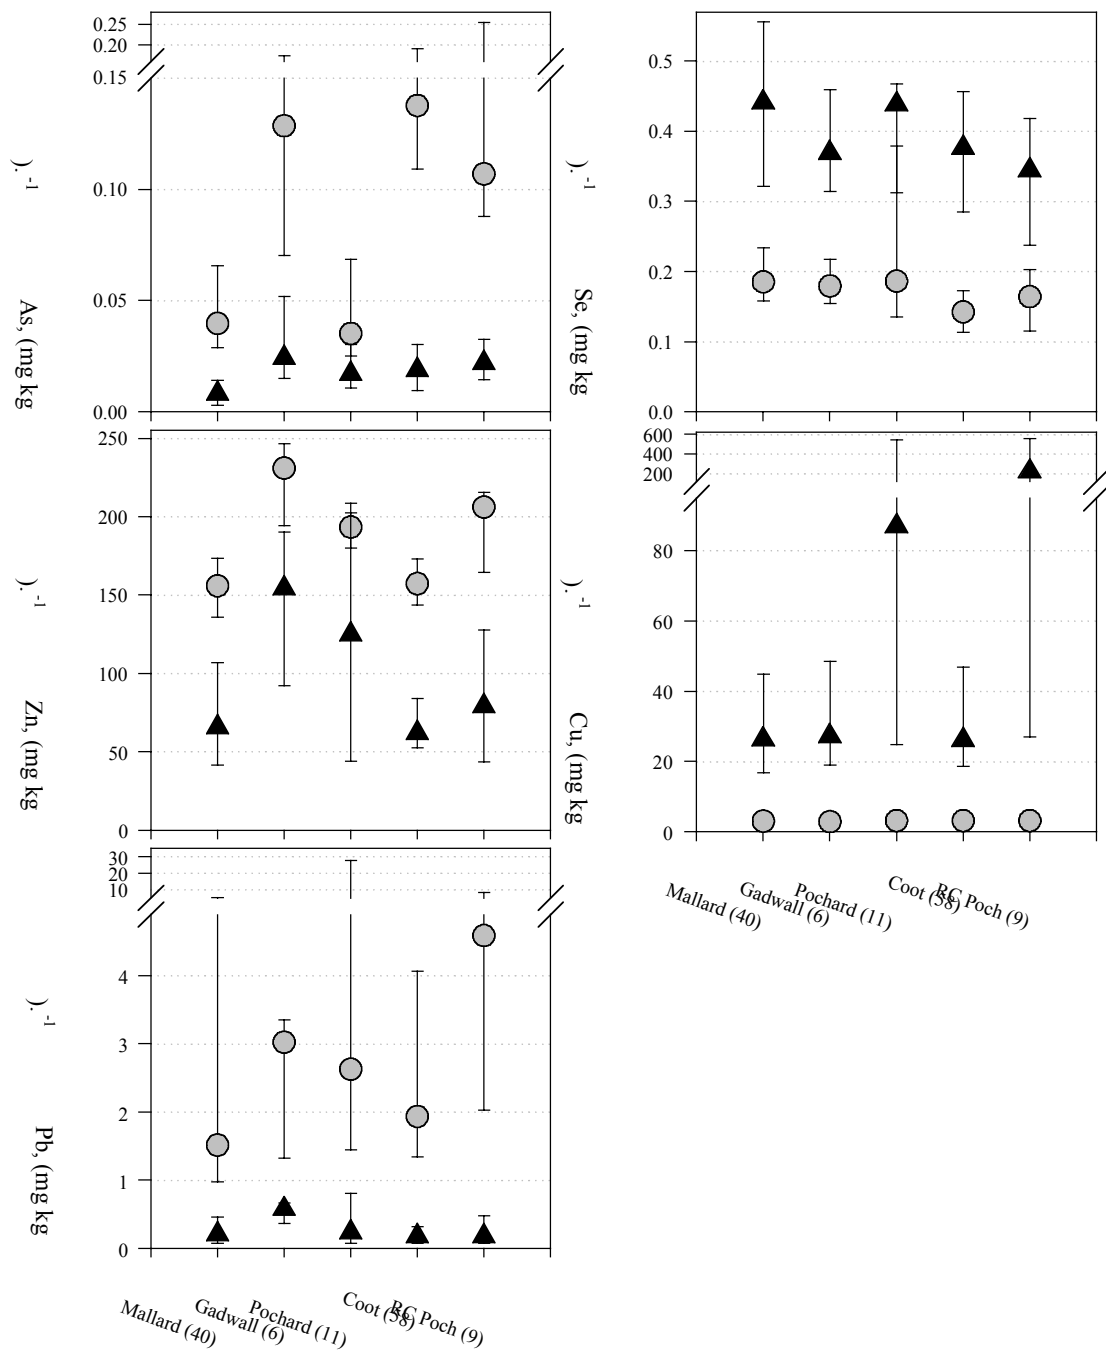 0.25
0.20
0.15
0.10
0.05
0.00
As, (mg kg
-1
).
0.5
0.4
0.3
0.2
0.1
0.0
Se, (mg kg
-1
).
250
200
150
100
50
0
Zn, (mg kg
-1
).
600
400
200
80
60
40
20
0
Cu, (mg kg
-1
).
Mallard (40)
Gadwall (6)
Pochard (11)
Coot (58)
RC Poch (9)
30
20
10
4
3
2
1
0
Pb, (mg kg
-1
).
Mallard (40)
Gadwall (6)
Pochard (11)
Coot (58)
RC Poch (9)